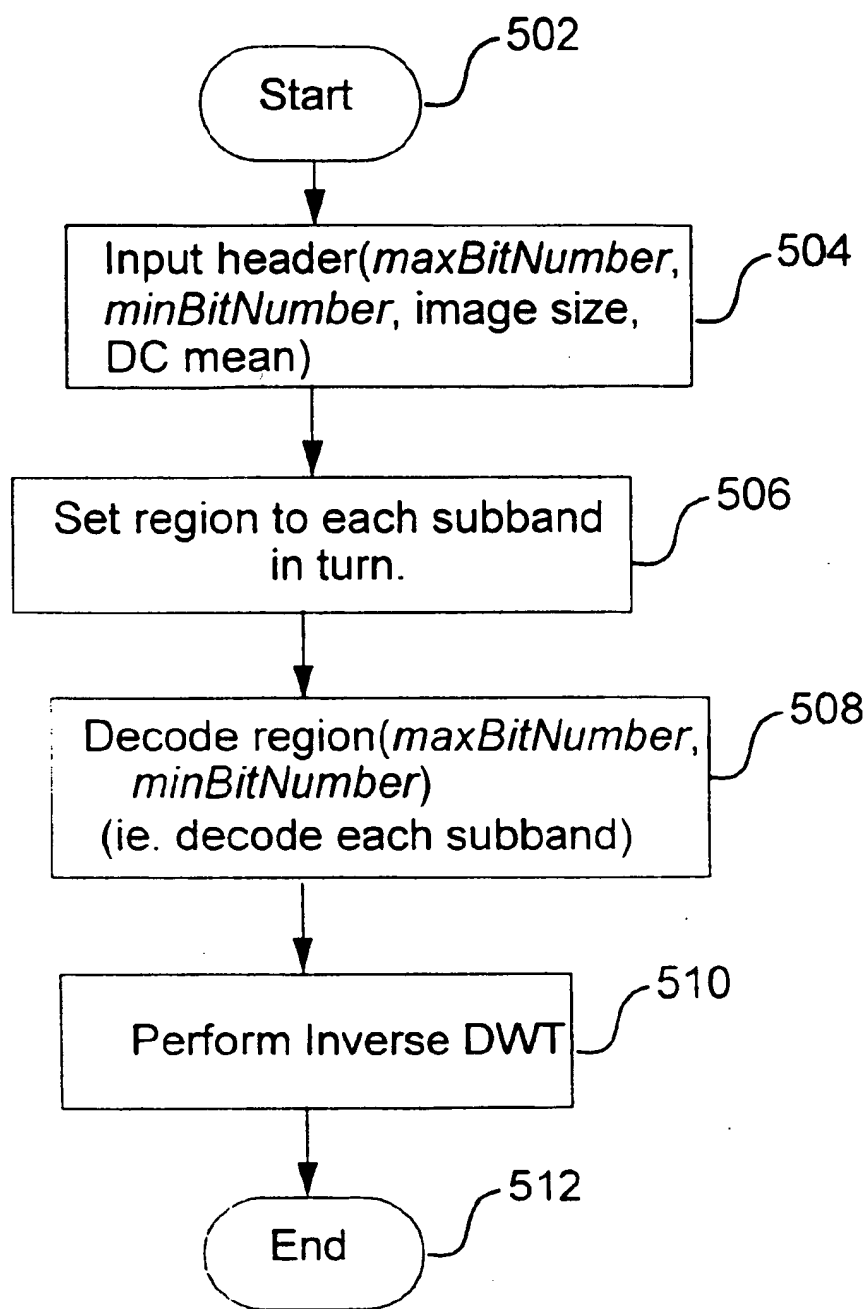 502
Start
Input header(maxBitNumber,
minBitNumber, image size,
DC mean)
504
Set region to each subband
in turn.
506
Decode region(maxBitNumber,
minBitNumber)
(ie. decode each subband)
508
Perform Inverse DWT
510
End
512